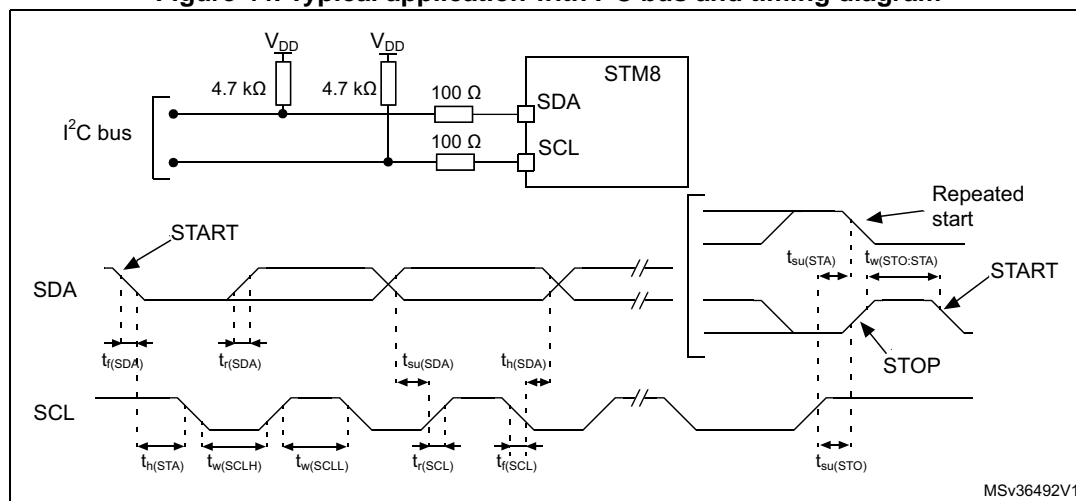 V_DD V_DD
STM8
4.7 kΩ 4.7 kΩ
100 Ω
SDA
I²C bus
100 Ω
SCL
Repeated
start
START
t_su(STA) t_w(STO:STA)
START
SDA
t_f(SDA) t_r(SDA) t_su(SDA) t_h(SDA)
STOP
SCL
t_h(STA) t_w(SCLH) t_w(SCLL) t_r(SCL) t_f(SCL) t_su(STO)
MSv36492V1